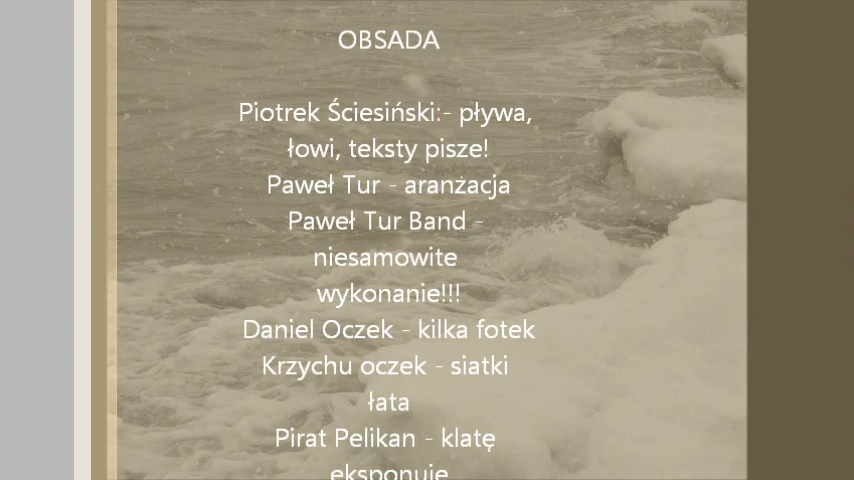 OBSADA
Piotrek Ściesiński:- pływa,
łowi, teksty pisze!
Paweł Tur - aranżacja
Paweł Tur Band -
niesamowite
wykonanie!!!
Daniel Oczek - kilka fotek
Krzychu oczek - siatki
łata
Pirat Pelikan - klatę
eksponuje